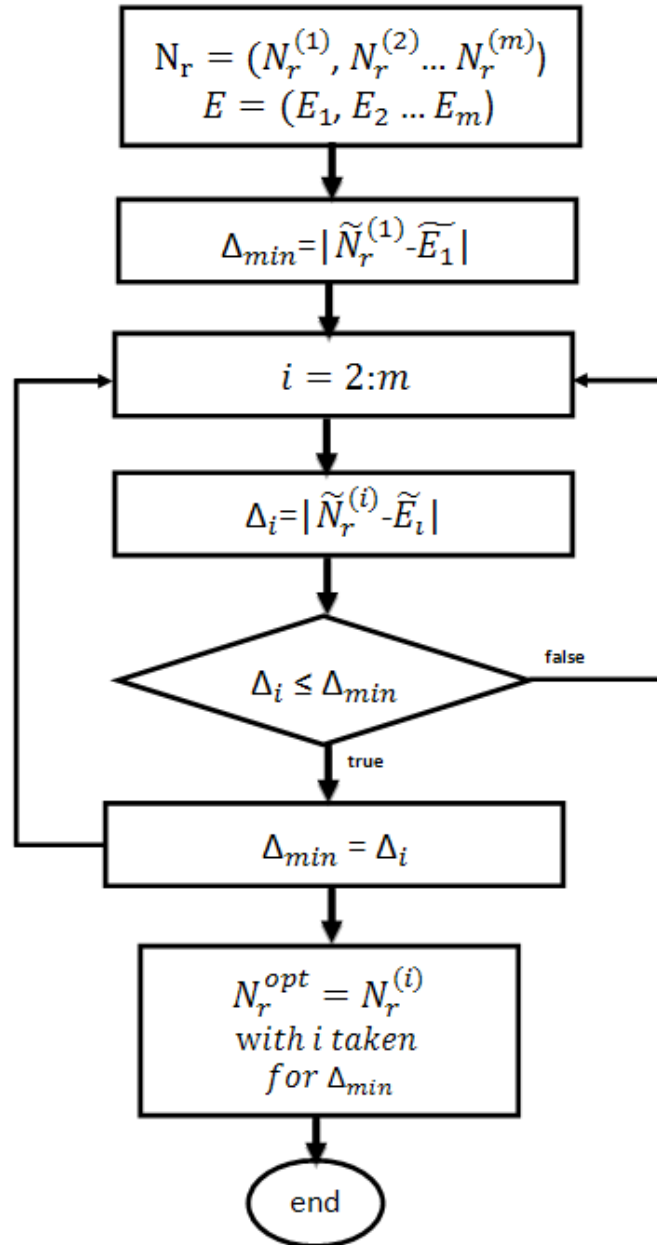 N_r = (N_r^(1), N_r^(2)... N_r^(m))
E = (E_1, E_2 ... E_m)
Δ_min=|Ñ_r^(1)-Ẽ_1|
i = 2:m
Δ_i=|Ñ_r^(i)-Ẽ_ı|
Δ_i ≤ Δ_min
false
true
Δ_min = Δ_i
N_r^opt = N_r^(i)
with i taken
for Δ_min
end